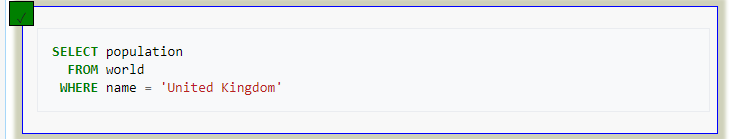 SELECT population
FROM world
WHERE name = 'United Kingdom'